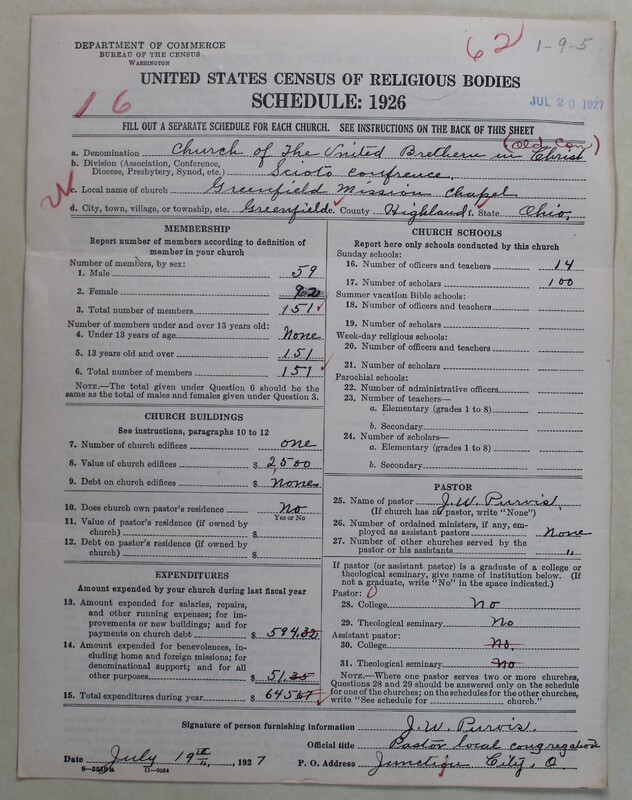 DEPARTMENT OF COMMERCE
BUREAU OF THE CENSUS
WASHINGTON
62
1-9-5
16
UNITED STATES CENSUS OF RELIGIOUS BODIES
SCHEDULE: 1926
JUL 20 1927
FILL OUT A SEPARATE SCHEDULE FOR EACH CHURCH. SEE INSTRUCTIONS ON THE BACK OF THIS SHEET
(Old Con)
a. Denomination Church of The United Brethern in Christ
b. Division (Association, Conference, Diocese, Presbytery, Synod, etc.) Scioto Confrence.
c. Local name of church Greenfield Mission Chapel
d. City, town, village, or township, etc. Greenfield e. County Highland f. State Ohio,
MEMBERSHIP
Report number of members according to definition of
member in your church
Number of members, by sex:
1. Male 59
2. Female 92
3. Total number of members 151
Number of members under and over 13 years old:
4. Under 13 years of age None
5. 13 years old and over 151
6. Total number of members 151
NOTE.—The total given under Question 6 should be the
same as the total of males and females given under Question 3.
CHURCH BUILDINGS
See instructions, paragraphs 10 to 12
7. Number of church edifices one
8. Value of church edifices $ 2,500
9. Debt on church edifices $ None
10. Does church own pastor's residence? No
Yes or No
11. Value of pastor's residence (if owned by
church) $
12. Debt on pastor's residence (if owned by
church) $
EXPENDITURES
Amount expended by your church during last fiscal year
13. Amount expended for salaries, repairs,
and other running expenses; for im-
provements or new buildings; and for
payments on church debt $ 594.32
14. Amount expended for benevolences, in-
cluding home and foreign missions; for
denominational support; and for all
other purposes $ 51.35
15. Total expenditures during year $ 645.67
CHURCH SCHOOLS
Report here only schools conducted by this church
Sunday schools:
16. Number of officers and teachers 14
17. Number of scholars 100
Summer vacation Bible schools:
18. Number of officers and teachers
19. Number of scholars
Week-day religious schools:
20. Number of officers and teachers
21. Number of scholars
Parochial schools:
22. Number of administrative officers
23. Number of teachers—
a. Elementary (grades 1 to 8)
b. Secondary
24. Number of scholars—
a. Elementary (grades 1 to 8)
b. Secondary
PASTOR
25. Name of pastor J. W. Purvis.
(If church has no pastor, write "None")
26. Number of ordained ministers, if any, em-
ployed as assistant pastors None
27. Number of other churches served by the
pastor or his assistants "
If pastor (or assistant pastor) is a graduate of a college or
theological seminary, give name of institution below. (If
not a graduate, write "No" in the space indicated.)
Pastor: 0
28. College No
29. Theological seminary No
Assistant pastor:
30. College No.
31. Theological seminary No
NOTE.—Where one pastor serves two or more churches,
Questions 28 and 29 should be answered only on the schedule
for one of the churches; on the schedules for the other churches,
write "See schedule for church."
Signature of person furnishing information J. W. Purvis.
Official title Pastor local congregation
Date July 19th, 1927 P. O. Address Junction City, O.